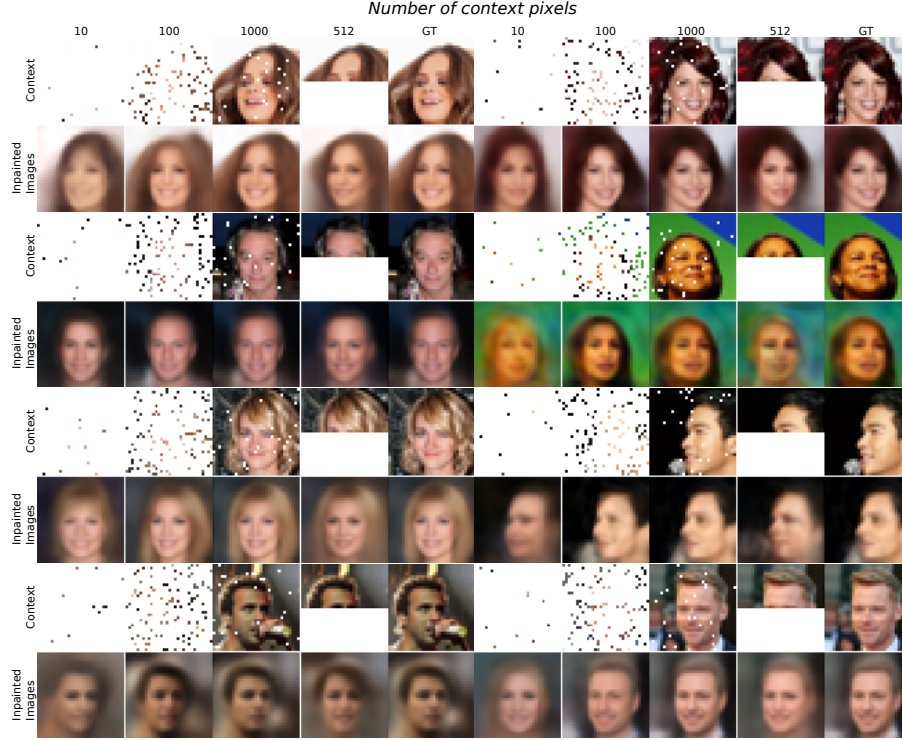 Number of context pixels
10 100 1000 512 GT 10 100 1000 512 GT
Context
Inpainted
Images
Context
Inpainted
Images
Context
Inpainted
Images
Context
Inpainted
Images